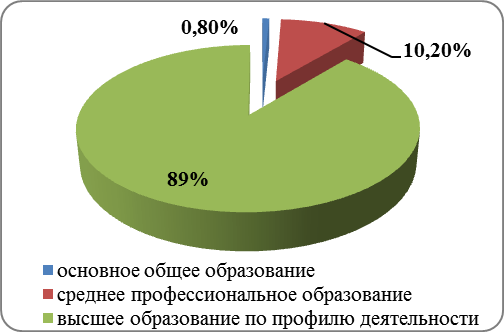 0,80%
10,20%
89%
основное общее образование
среднее профессиональное образование
высшее образование по профилю деятельности